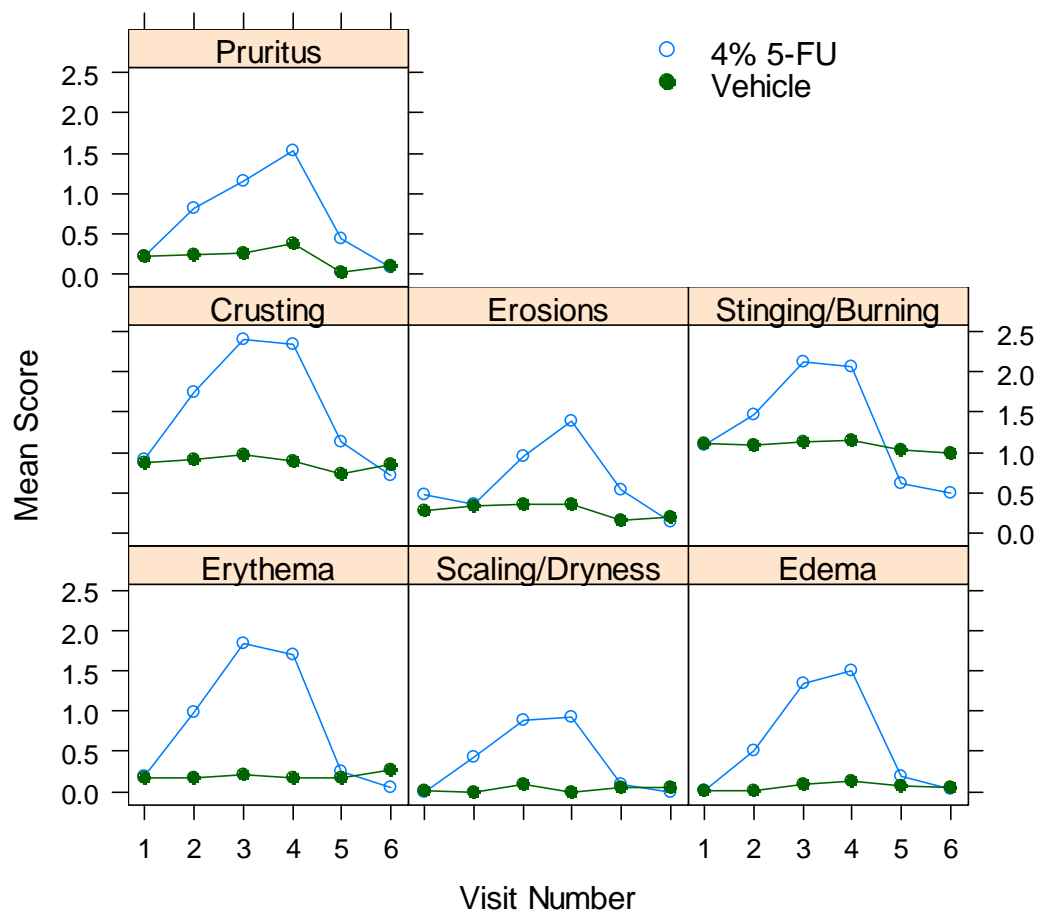 Pruritus
4% 5-FU
Vehicle
2.5
2.0
1.5
1.0
0.5
0.0
Crusting Erosions Stinging/Burning
2.5
2.0
1.5
1.0
0.5
0.0
Mean Score
Erythema Scaling/Dryness Edema
2.5
2.0
1.5
1.0
0.5
0.0
1 2 3 4 5 6 1 2 3 4 5 6
Visit Number